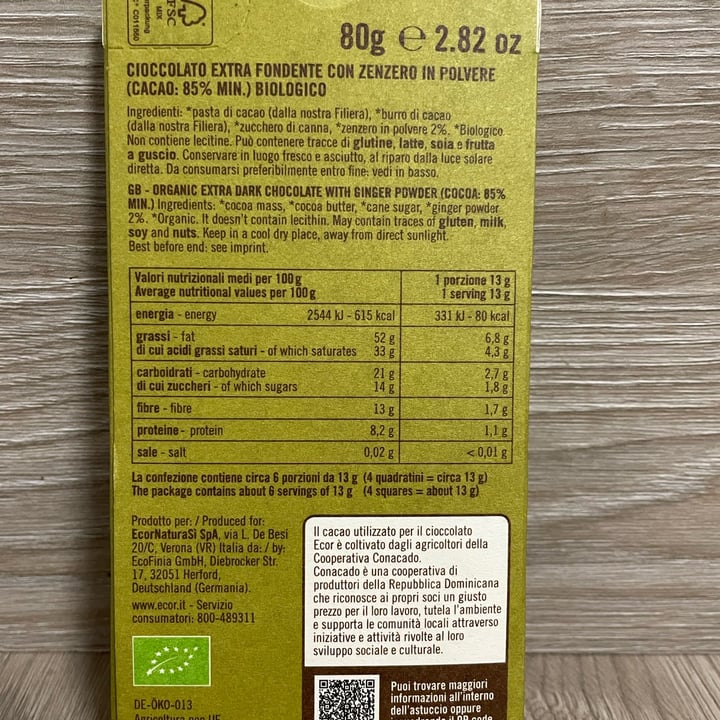 FSC
MIX
Verpackung
C011660
80g ℮ 2.82 oz
CIOCCOLATO EXTRA FONDENTE CON ZENZERO IN POLVERE
(CACAO: 85% MIN.) BIOLOGICO
Ingredienti: *pasta di cacao (dalla nostra Filiera), *burro di cacao
(dalla nostra Filiera), *zucchero di canna, *zenzero in polvere 2%. *Biologico.
Non contiene lecitine. Può contenere tracce di glutine, latte, soia e frutta
a guscio. Conservare in luogo fresco e asciutto, al riparo dalla luce solare
diretta. Da consumarsi preferibilmente entro fine: vedi in basso.
GB - ORGANIC EXTRA DARK CHOCOLATE WITH GINGER POWDER (COCOA: 85%
MIN.) Ingredients: *cocoa mass, *cocoa butter, *cane sugar, *ginger powder
2%. *Organic. It doesn't contain lecithin. May contain traces of gluten, milk,
soy and nuts. Keep in a cool dry place, away from direct sunlight.
Best before end: see imprint.
Valori nutrizionali medi per 100g 1 porzione 13 g
Average nutritional values per 100g 1 serving 13 g
energia - energy 2544 kJ - 615 kcal 331 kJ - 80 kcal
grassi - fat 52 g 6,8 g
di cui acidi grassi saturi - of which saturates 33 g 4,3 g
carboidrati - carbohydrate 21 g 2,7 g
di cui zuccheri - of which sugars 14 g 1,8 g
fibre - fibre 13 g 1,7 g
proteine - protein 8,2 g 1,1 g
sale - salt 0,02 g < 0,01 g
La confezione contiene circa 6 porzioni da 13 g (4 quadratini = circa 13 g)
The package contains about 6 servings of 13 g (4 squares = about 13 g)
Prodotto per: / Produced for:
EcorNaturaSì SpA, via L. De Besi
20/C, Verona (VR) Italia da: / by:
EcoFinia GmbH, Diebrocker Str.
17, 32051 Herford,
Deutschland (Germania).
www.ecor.it - Servizio
consumatori: 800-489311
DE-ÖKO-013
Agricoltura non UE
Il cacao utilizzato per il cioccolato
Ecor è coltivato dagli agricoltori della
Cooperativa Conacado.
Conacado è una cooperativa di
produttori della Repubblica Dominicana
che riconosce ai propri soci un giusto
prezzo per il loro lavoro, tutela l'ambiente
e supporta le comunità locali attraverso
iniziative e attività rivolte al loro
sviluppo sociale e culturale.
Puoi trovare maggiori
informazioni all'interno
dell'astuccio oppure
QR code